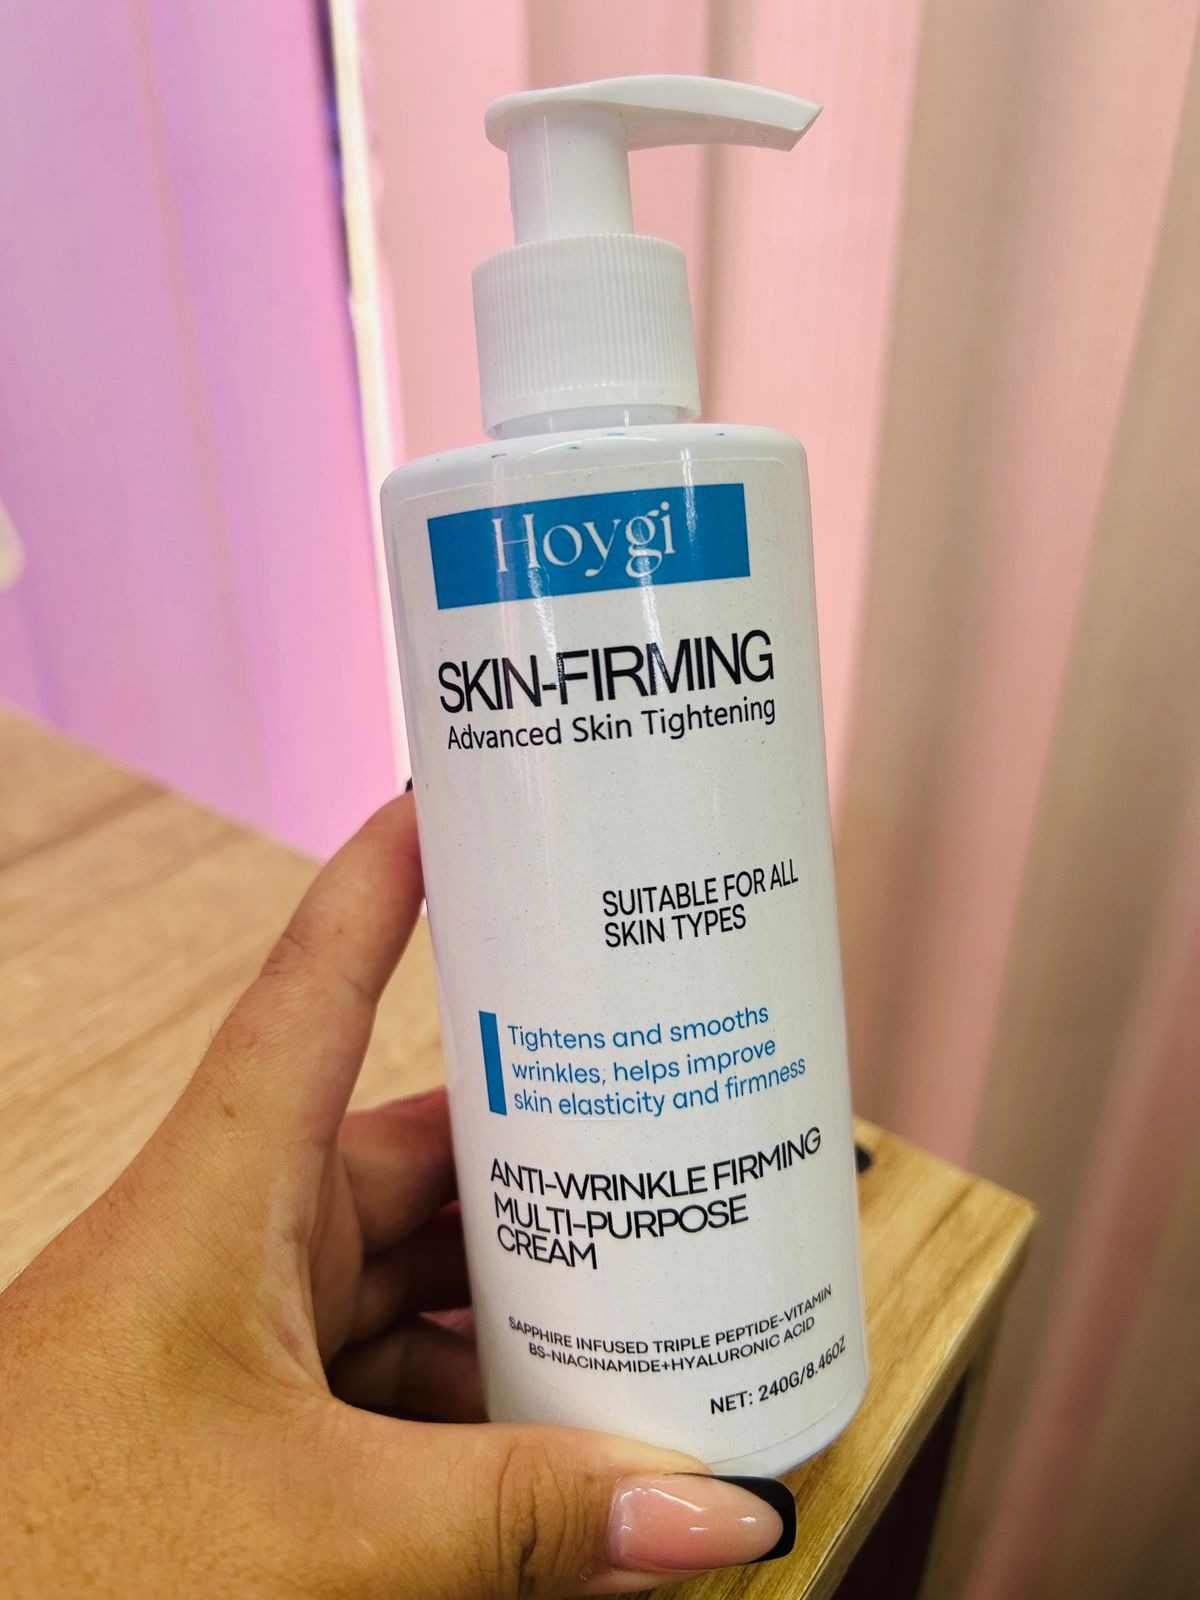 Hoygi
SKIN-FIRMING
Advanced Skin Tightening
SUITABLE FOR ALL
SKIN TYPES
Tightens and smooths
wrinkles, helps improve
skin elasticity and firmness
ANTI-WRINKLE FIRMING
MULTI-PURPOSE
CREAM
SAPPHIRE INFUSED TRIPLE PEPTIDE-VITAMIN
B5-NIACINAMIDE+HYALURONIC ACID
NET: 240G/8.46OZ